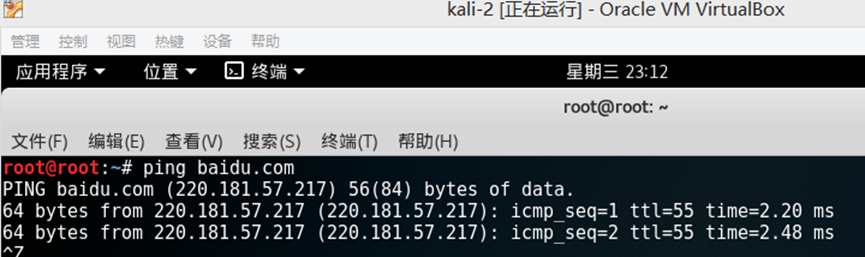 kali-2 [正在运行] - Oracle VM VirtualBox
管理 控制 视图 热键 设备 帮助
应用程序 位置 终端 星期三 23:12
root@root: ~
文件(F) 编辑(E) 查看(V) 搜索(S) 终端(T) 帮助(H)
root@root:~# ping baidu.com
PING baidu.com (220.181.57.217) 56(84) bytes of data.
64 bytes from 220.181.57.217 (220.181.57.217): icmp_seq=1 ttl=55 time=2.20 ms
64 bytes from 220.181.57.217 (220.181.57.217): icmp_seq=2 ttl=55 time=2.48 ms
^Z